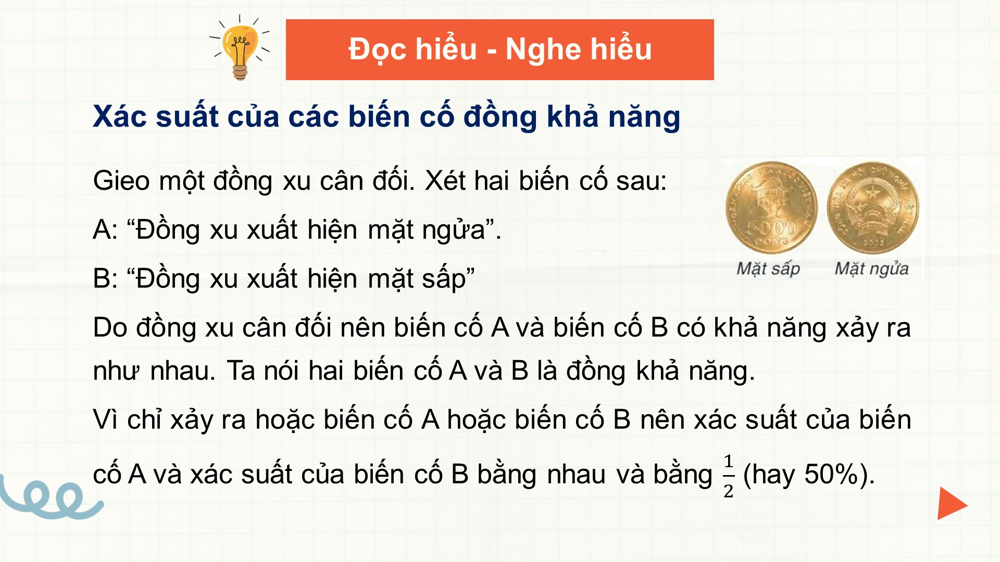 Đọc hiểu - Nghe hiểu
Xác suất của các biến cố đồng khả năng
Gieo một đồng xu cân đối. Xét hai biến cố sau:
A: “Đồng xu xuất hiện mặt ngửa”.
B: “Đồng xu xuất hiện mặt sấp”
5000
ĐỒNG
2003
Mặt sấp Mặt ngửa
Do đồng xu cân đối nên biến cố A và biến cố B có khả năng xảy ra
như nhau. Ta nói hai biến cố A và B là đồng khả năng.
Vì chỉ xảy ra hoặc biến cố A hoặc biến cố B nên xác suất của biến
cố A và xác suất của biến cố B bằng nhau và bằng 1/2 (hay 50%).